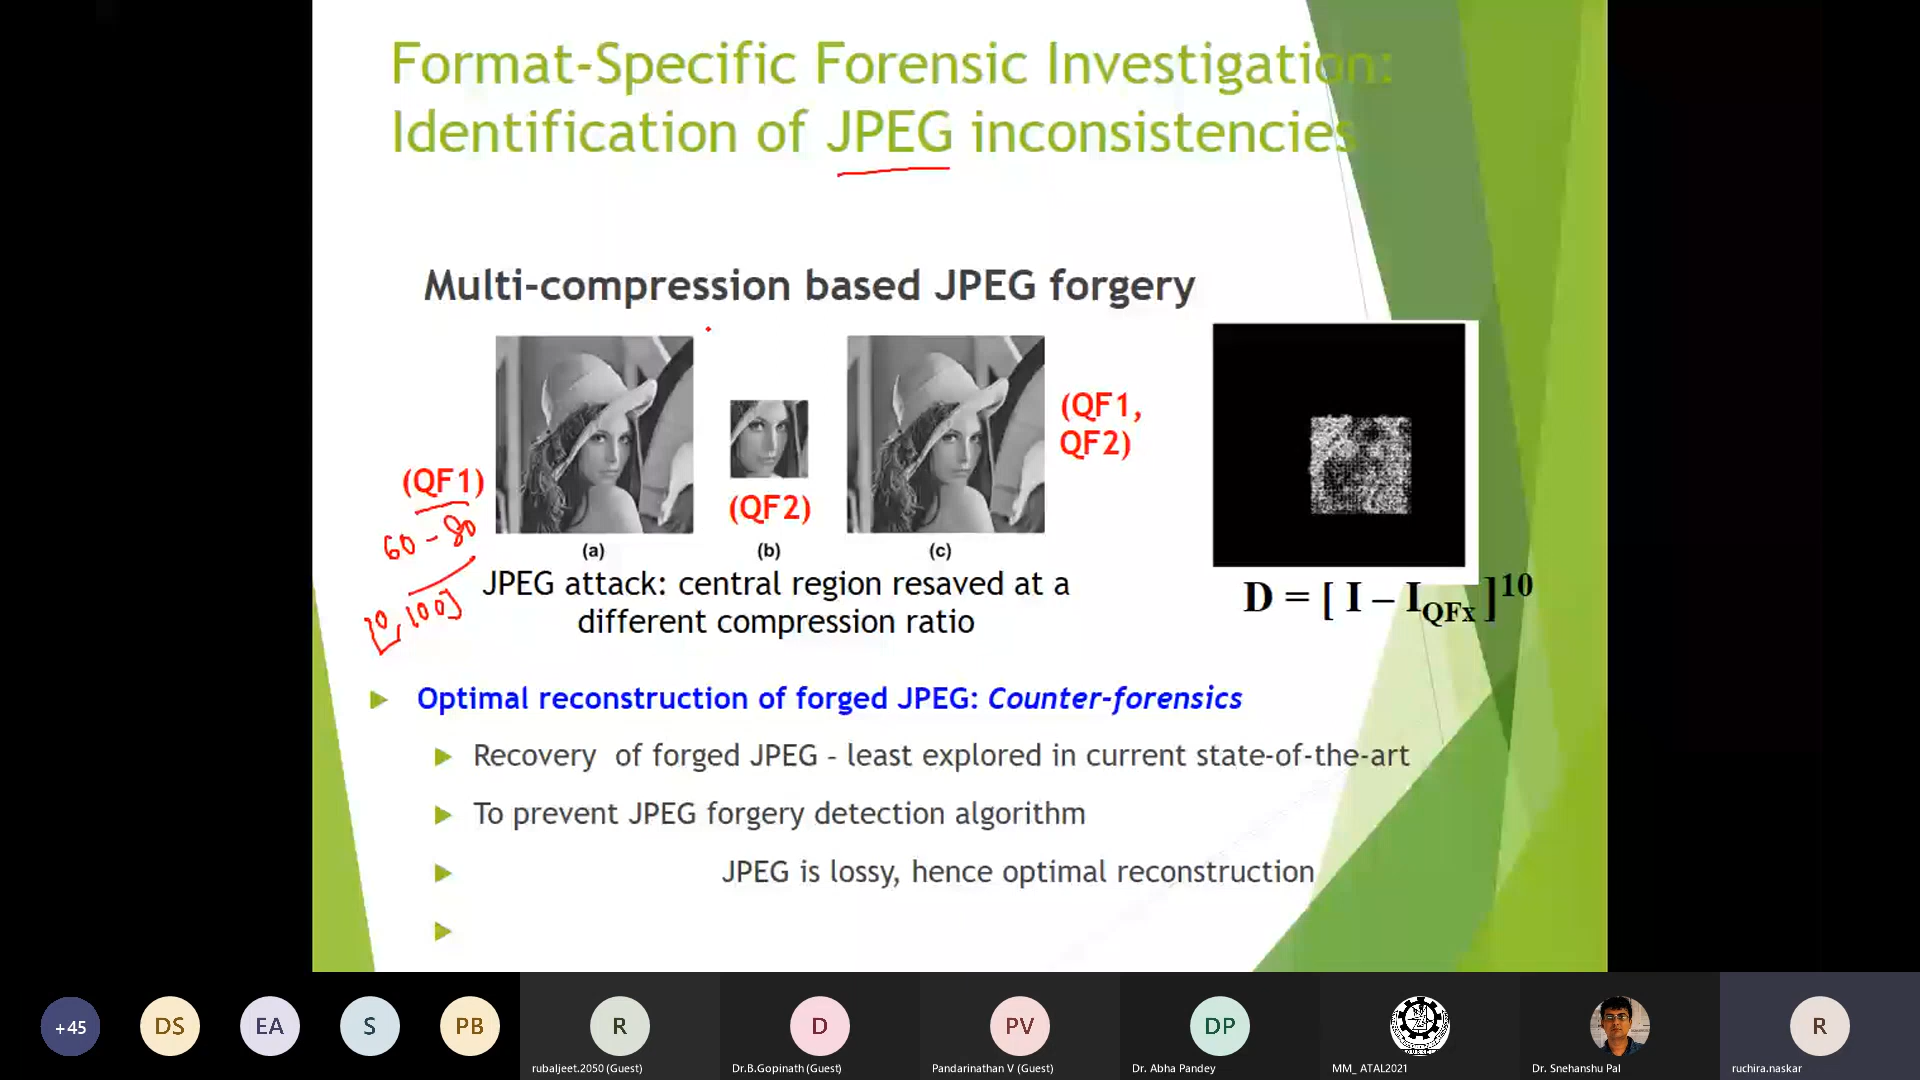 Format-Specific Forensic Investigation:
Identification of JPEG inconsistencies
Multi-compression based JPEG forgery
(QF1,
QF2)
(QF1)
(QF2)
60 - 80
[0, 100]
(a)
(b)
(c)
JPEG attack: central region resaved at a
different compression ratio
D = [ I – I_QFx ]^10
Optimal reconstruction of forged JPEG: Counter-forensics
Recovery of forged JPEG - least explored in current state-of-the-art
To prevent JPEG forgery detection algorithm
JPEG is lossy, hence optimal reconstruction
+45
DS
EA
S
PB
R
D
PV
DP
R
rubaljeet.2050 (Guest)
Dr.B.Gopinath (Guest)
Pandarinathan V (Guest)
Dr. Abha Pandey
MM_ ATAL2021
Dr. Snehanshu Pal
ruchira.naskar